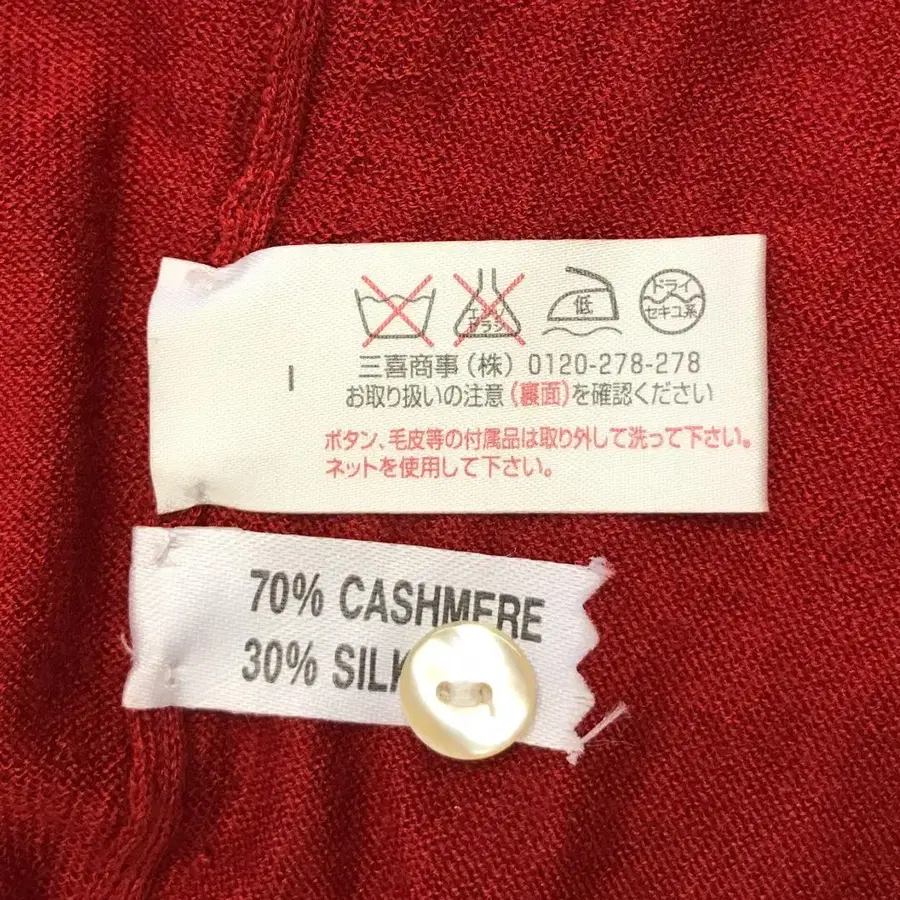 エンソ サラシ
低
ドライ
セキユ系
三喜商事(株) 0120-278-278
お取り扱いの注意(裏面)を確認ください
ボタン、毛皮等の付属品は取り外して洗って下さい。
ネットを使用して下さい。
70% CASHMERE
30% SILK